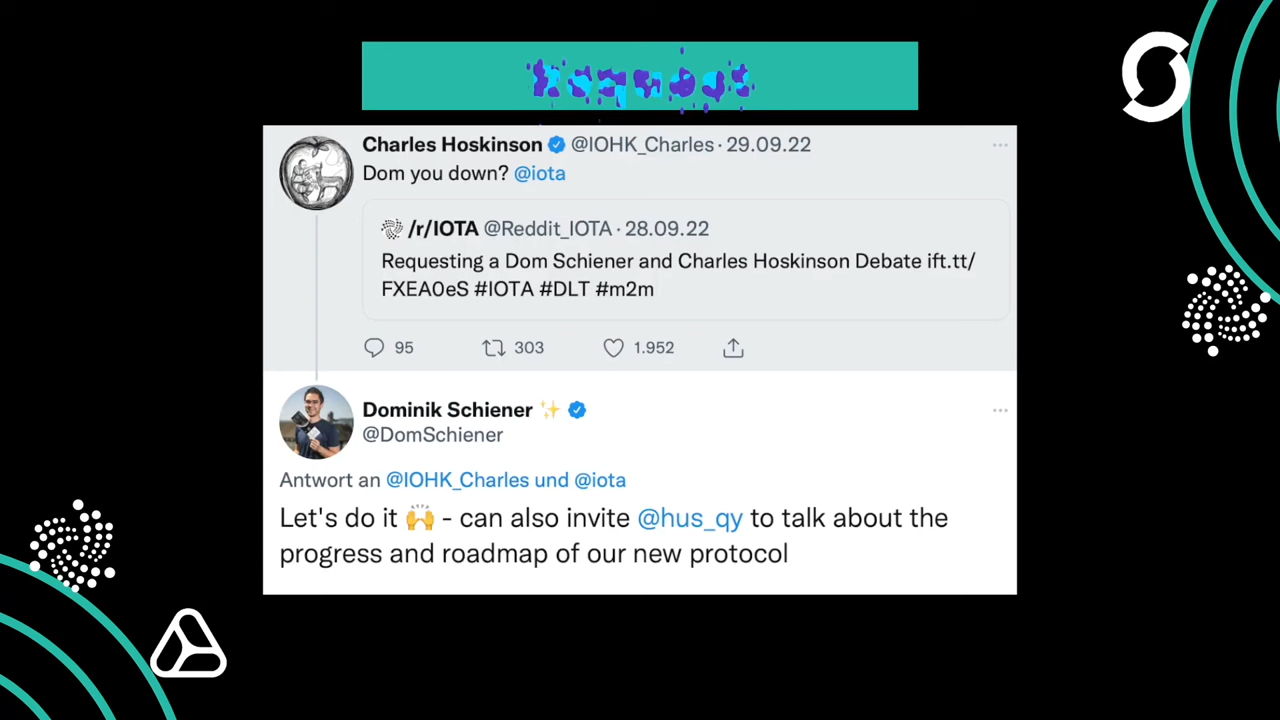 Request
Charles Hoskinson @IOHK_Charles · 29.09.22
Dom you down? @iota
/r/IOTA @Reddit_IOTA · 28.09.22
Requesting a Dom Schiener and Charles Hoskinson Debate ift.tt/
FXEA0eS #IOTA #DLT #m2m
95 303 1.952
Dominik Schiener ✨
@DomSchiener
Antwort an @IOHK_Charles und @iota
Let's do it 🙌 - can also invite @hus_qy to talk about the
progress and roadmap of our new protocol